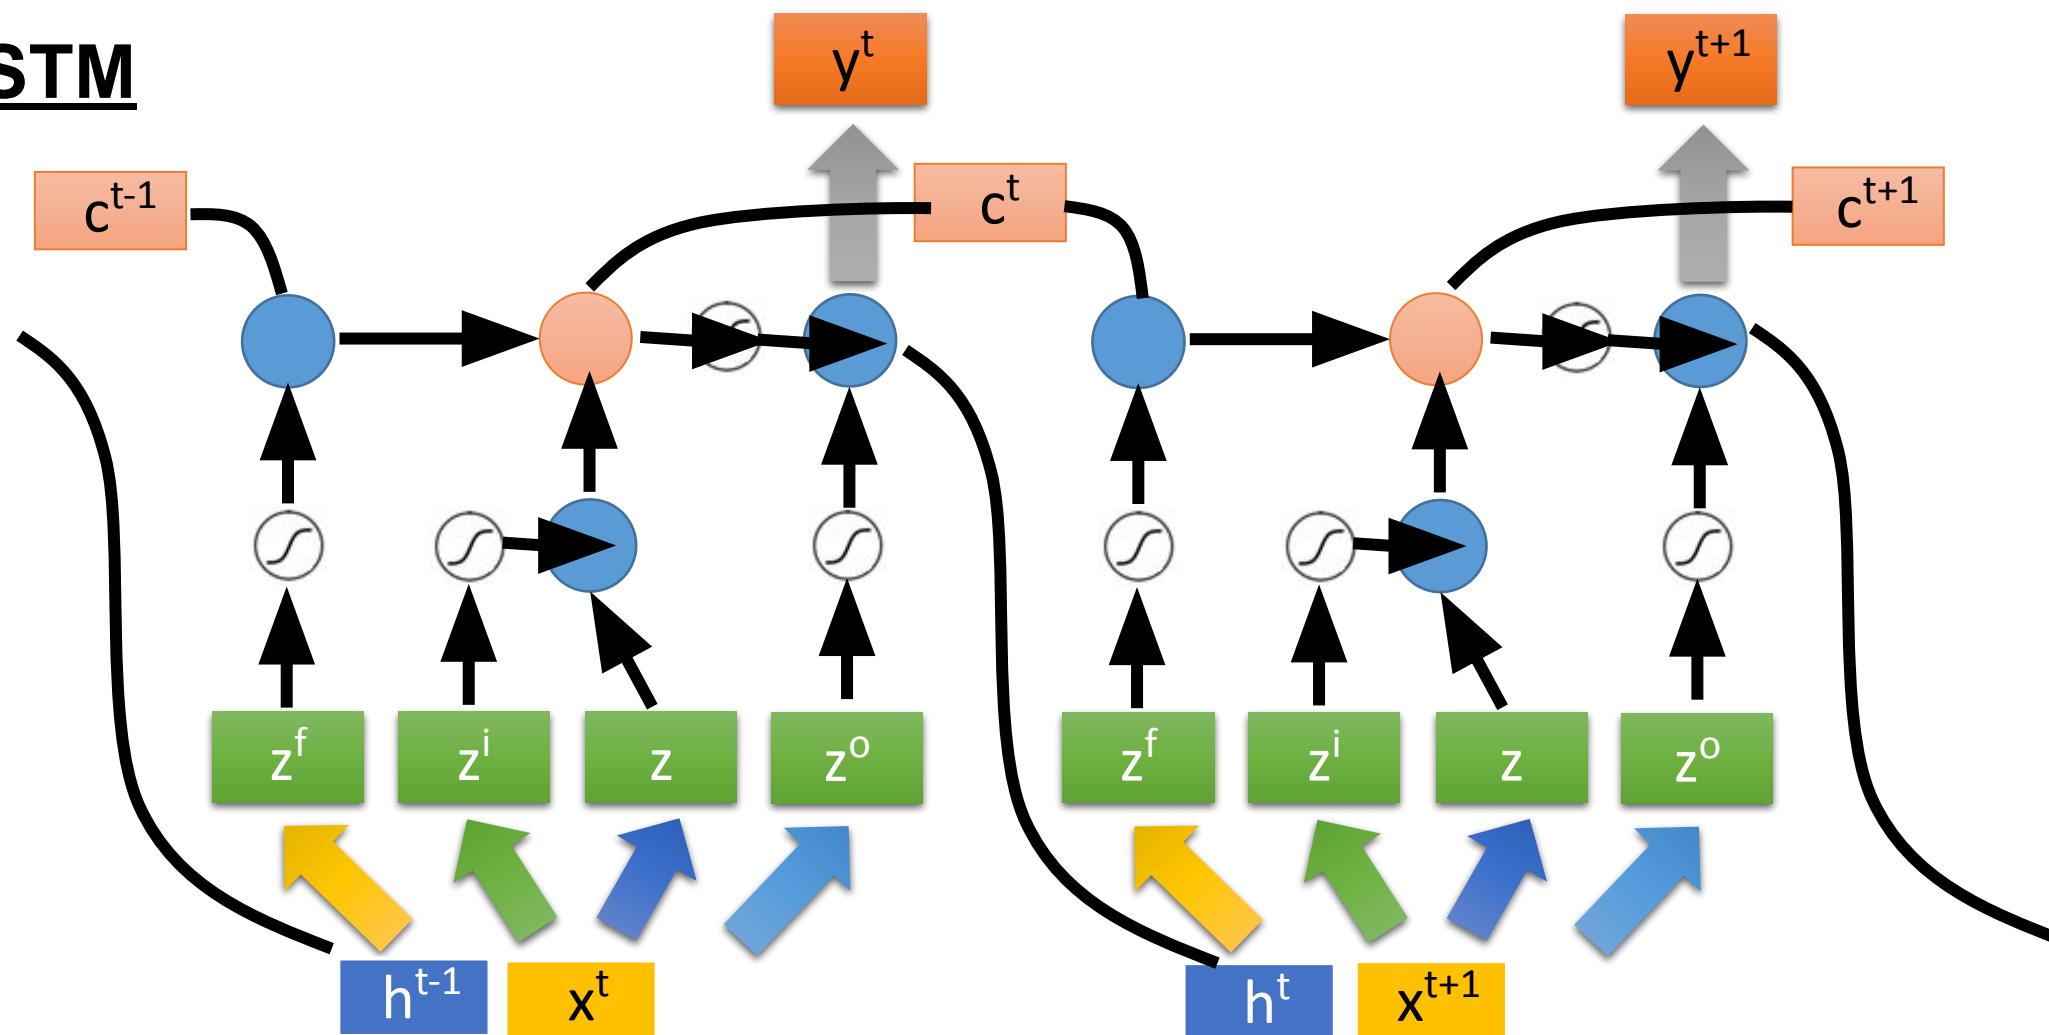 STM
y^t y^t+1
c^t-1 c^t c^t+1
z^f z^i z z^o z^f z^i z z^o
h^t-1 x^t h^t x^t+1